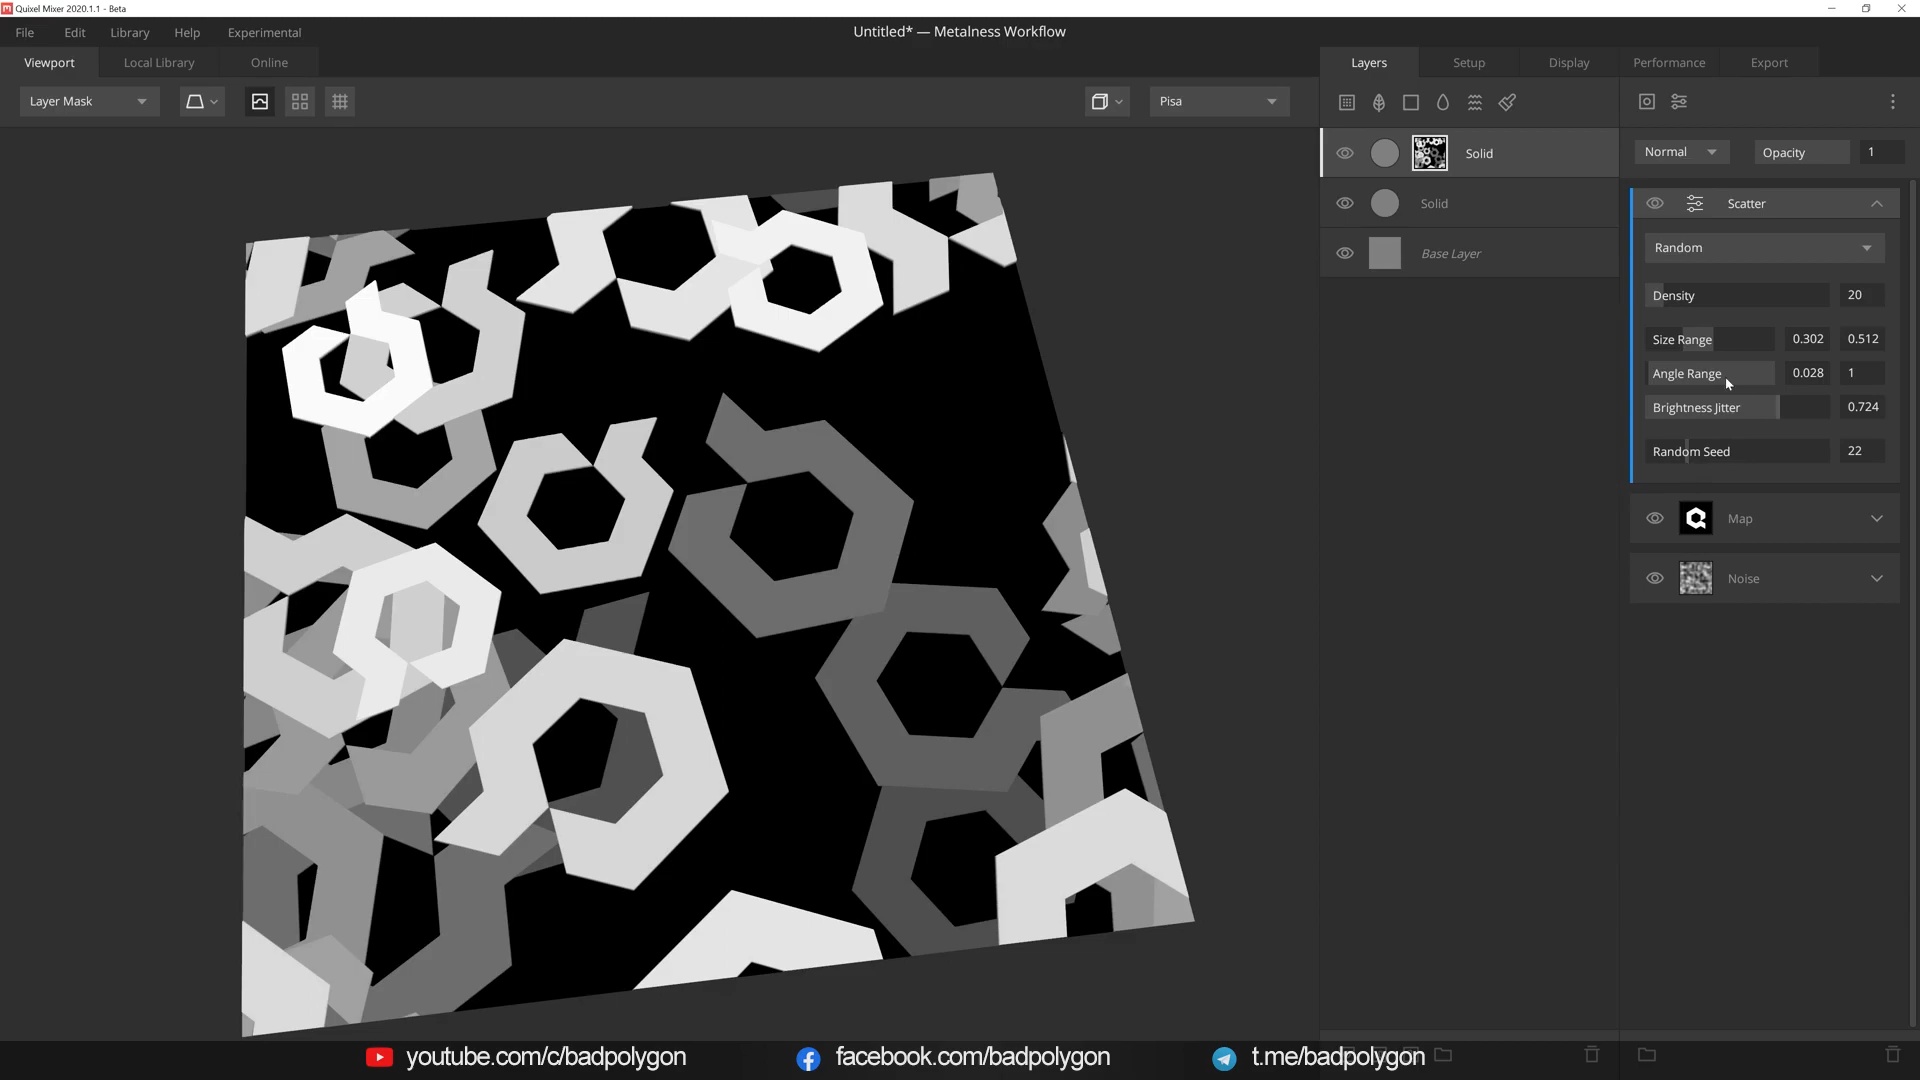 Quixel Mixer 2020.1.1 - Beta
File Edit Library Help Experimental
Untitled* — Metalness Workflow
Viewport Local Library Online
Layers Setup Display Performance Export
Layer Mask
Pisa
Solid
Solid
Base Layer
Normal Opacity 1
Scatter
Random
Density 20
Size Range 0.302 0.512
Angle Range 0.028 1
Brightness Jitter 0.724
Random Seed 22
Map
Noise
youtube.com/c/badpolygon
facebook.com/badpolygon
t.me/badpolygon